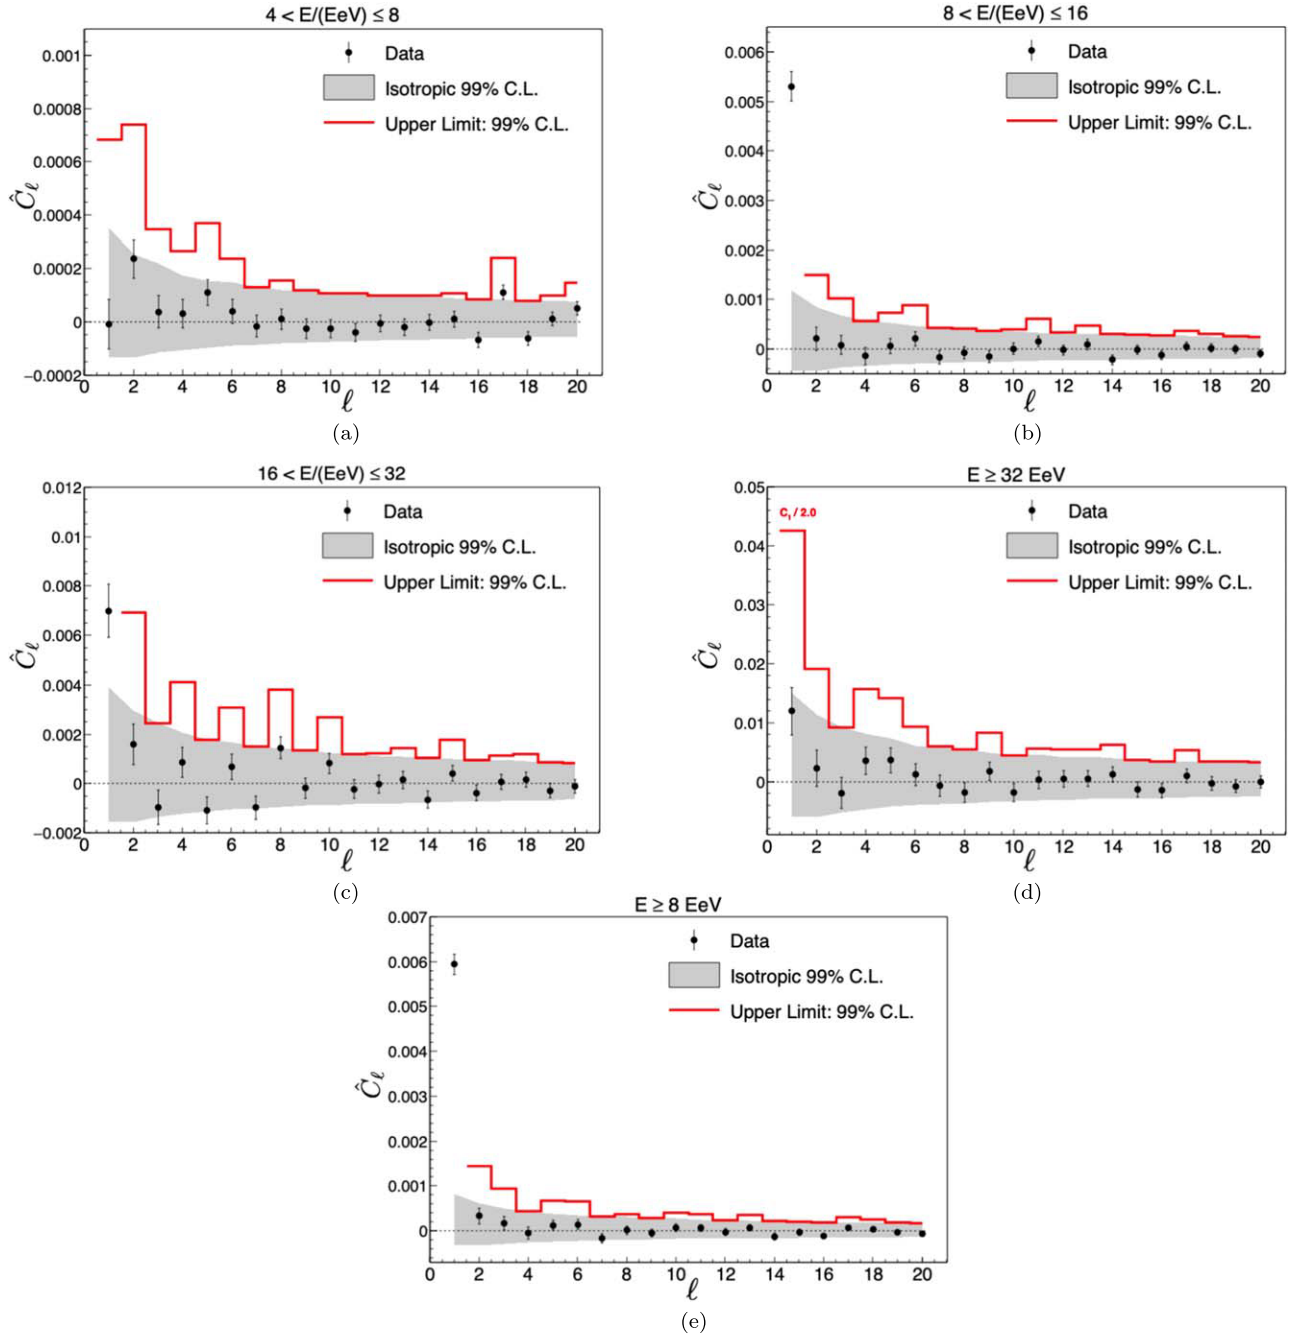 4 < E/(EeV) ≤ 8
0.001
0.0008
0.0006
0.0004
0.0002
0
−0.0002
Ĉℓ
Data
Isotropic 99% C.L.
Upper Limit: 99% C.L.
0 2 4 6 8 10 12 14 16 18 20
ℓ
(a)
8 < E/(EeV) ≤ 16
0.006
0.005
0.004
0.003
0.002
0.001
0
Ĉℓ
Data
Isotropic 99% C.L.
Upper Limit: 99% C.L.
0 2 4 6 8 10 12 14 16 18 20
ℓ
(b)
16 < E/(EeV) ≤ 32
0.012
0.01
0.008
0.006
0.004
0.002
0
−0.002
Ĉℓ
Data
Isotropic 99% C.L.
Upper Limit: 99% C.L.
0 2 4 6 8 10 12 14 16 18 20
ℓ
(c)
E ≥ 32 EeV
0.05
0.04
0.03
0.02
0.01
0
Ĉℓ
C₁ / 2.0
Data
Isotropic 99% C.L.
Upper Limit: 99% C.L.
0 2 4 6 8 10 12 14 16 18 20
ℓ
(d)
E ≥ 8 EeV
0.007
0.006
0.005
0.004
0.003
0.002
0.001
0
Ĉℓ
Data
Isotropic 99% C.L.
Upper Limit: 99% C.L.
0 2 4 6 8 10 12 14 16 18 20
ℓ
(e)